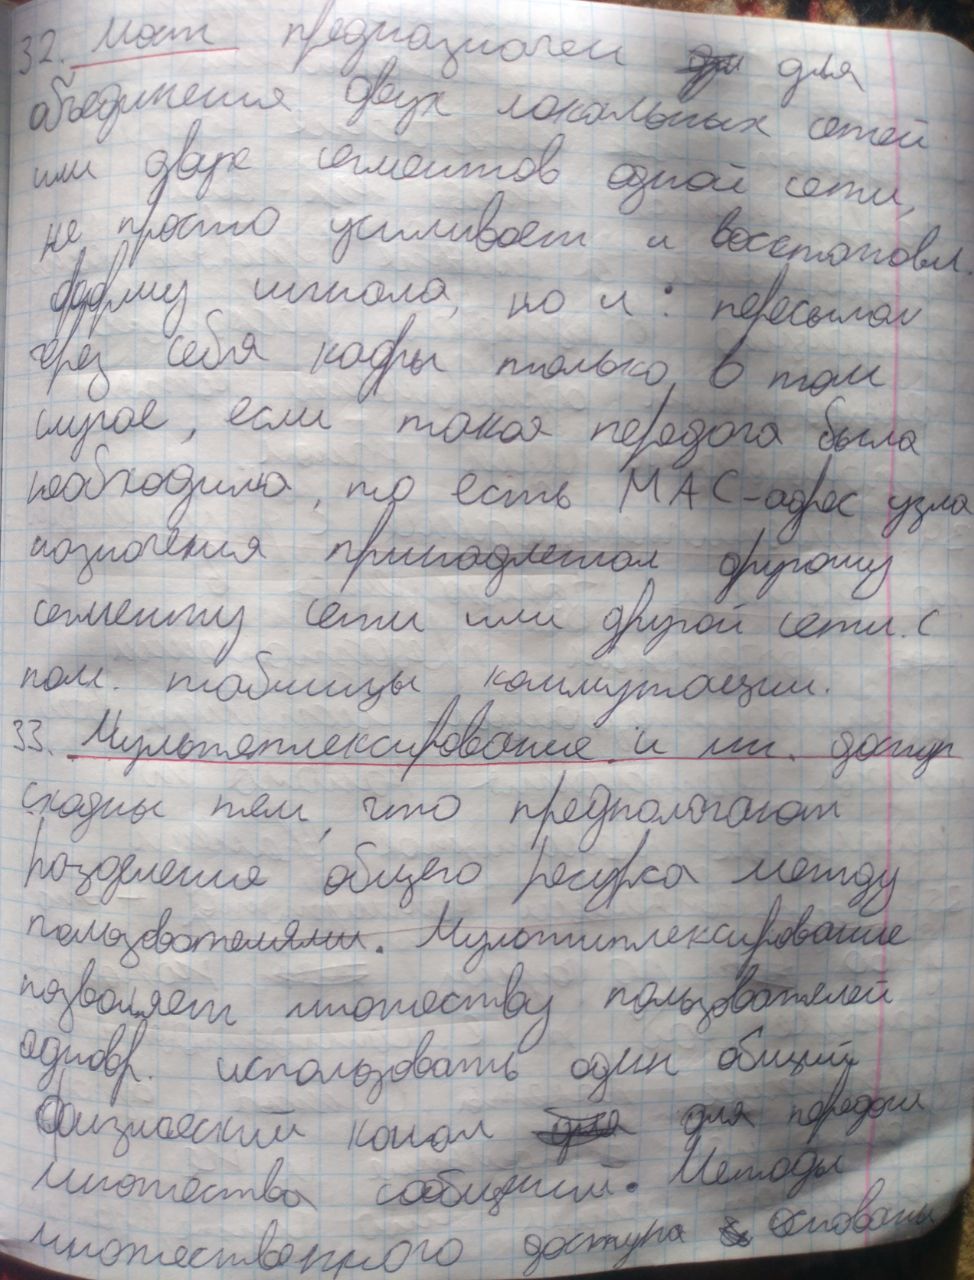 32. Мост предназначен для
объединения двух локальных сетей
или двух сегментов одной сети,
не просто усиливает и восстановл.
форму сигнала, но и: пересылал
через себя кадры только в том
случае, если такая передача была
необходима, то есть MAC-адрес узла
назначения принадлежал другому
сегменту сети или другой сети. С
пом. таблицы коммутации.
33. Мультиплексирование и мн. доступ
сходны тем, что предполагают
разделение общего ресурса между
пользователями. Мультиплексирование
позволяет множеству пользователей
одновр. использовать один общий
физический канал для передачи
множества сообщений. Методы
множественного доступа основаны